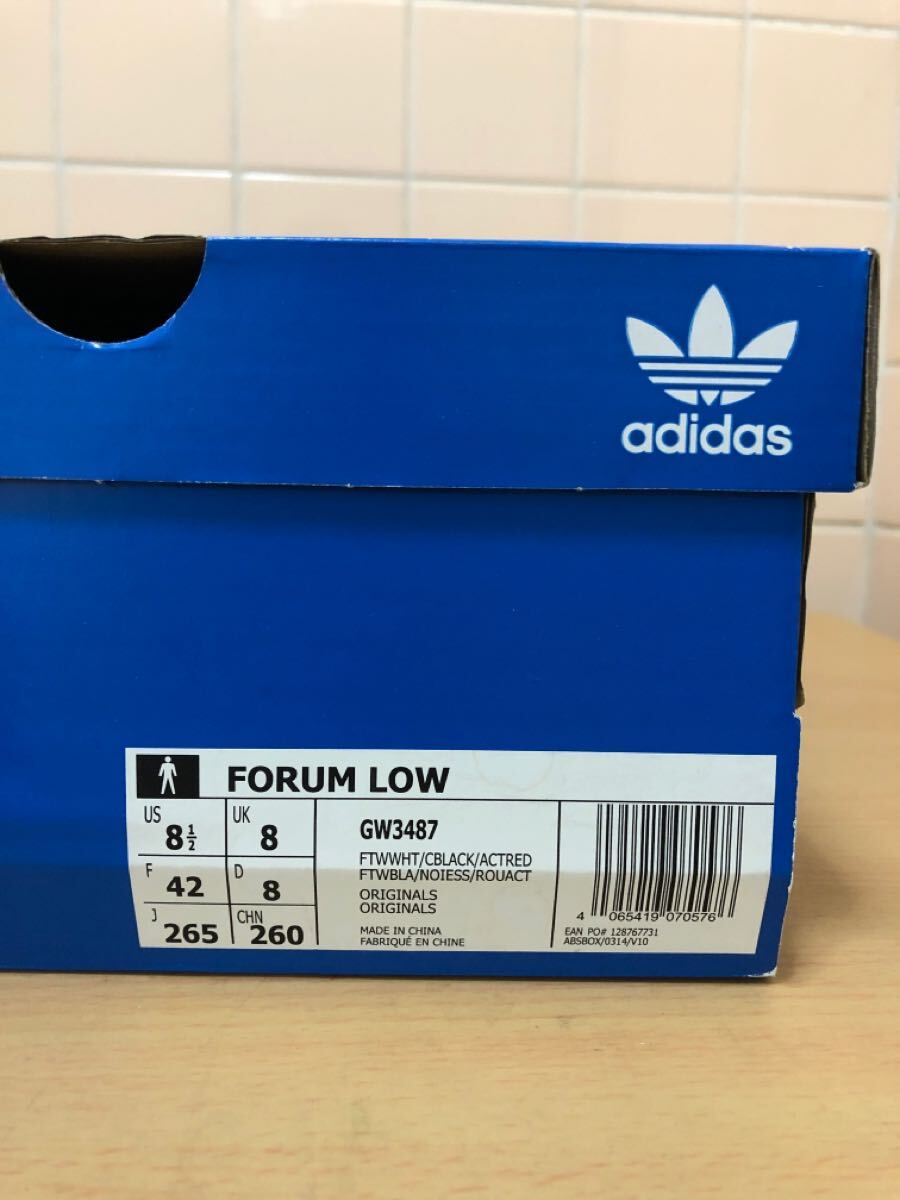 adidas
FORUM LOW
US 8½ UK 8
F 42 D 8
J 265 CHN 260
GW3487
FTWWHT/CBLACK/ACTRED
FTWBLA/NOIESS/ROUACT
ORIGINALS
ORIGINALS
MADE IN CHINA
FABRIQUÉ EN CHINE
4 065419 070576
EAN PO# 128767731
ABSBOX/0314/V10